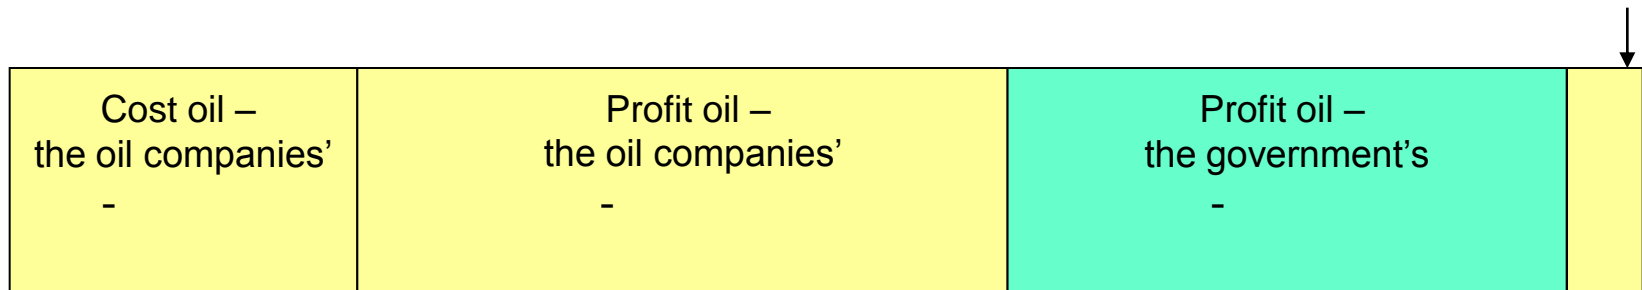 Cost oil –
the oil companies’
-
Profit oil –
the oil companies’
-
Profit oil –
the government’s
-